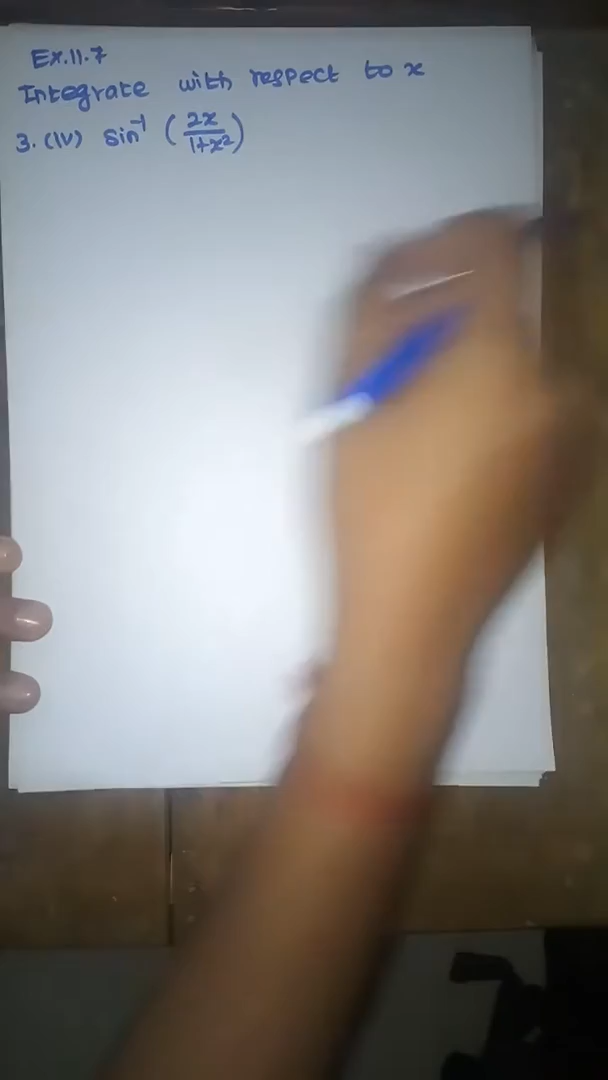 Ex.11.7
Integrate with respect to x
3. (iv) sin⁻¹ (2x/1+x²)